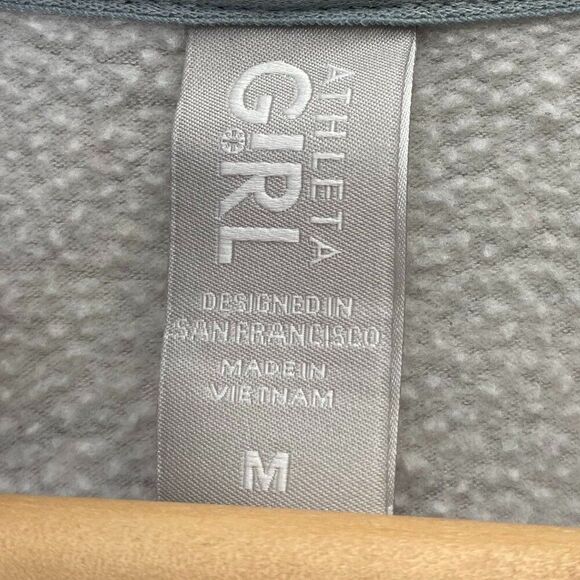 ATHLETA
GIRL
DESIGNED IN
SAN FRANCISCO
MADE IN
VIETNAM
M